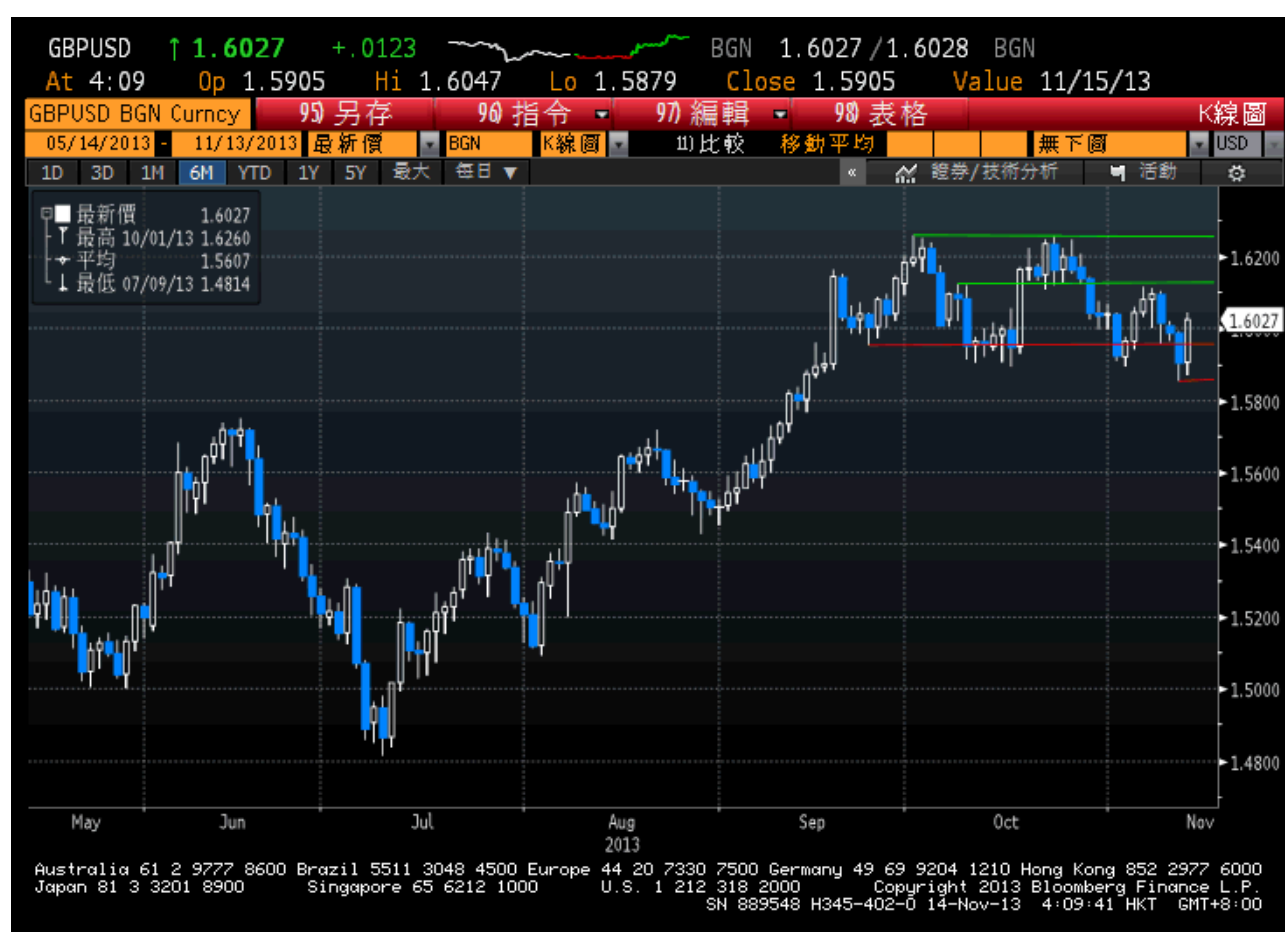 GBPUSD ↑ 1.6027 +.0123 BGN 1.6027/1.6028 BGN
At 4:09 Op 1.5905 Hi 1.6047 Lo 1.5879 Close 1.5905 Value 11/15/13
GBPUSD BGN Curncy 95) 另存 96) 指令 97) 編輯 98) 表格 K線圖
05/14/2013 - 11/13/2013 最新價 BGN K線圖 11) 比較 移動平均 無下圖 USD
1D 3D 1M 6M YTD 1Y 5Y 最大 每日 ▼ « 證券/技術分析 活動
最新價 1.6027
最高 10/01/13 1.6260
平均 1.5607
最低 07/09/13 1.4814
1.6200
1.6027
1.5800
1.5600
1.5400
1.5200
1.5000
1.4800
May Jun Jul Aug Sep Oct Nov
2013
Australia 61 2 9777 8600 Brazil 5511 3048 4500 Europe 44 20 7330 7500 Germany 49 69 9204 1210 Hong Kong 852 2977 6000
Japan 81 3 3201 8900 Singapore 65 6212 1000 U.S. 1 212 318 2000 Copyright 2013 Bloomberg Finance L.P.
SN 889548 H345-402-0 14-Nov-13 4:09:41 HKT GMT+8:00